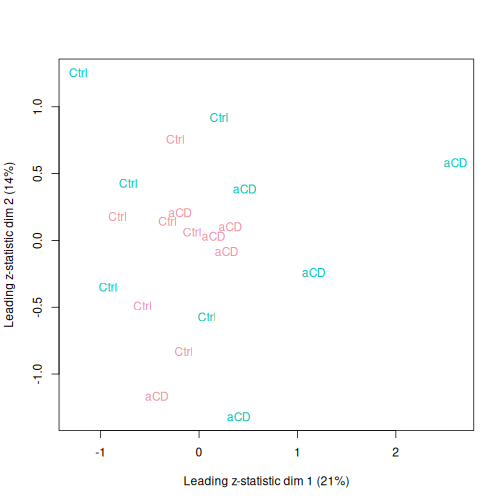 Ctrl
Ctrl
Ctrl
aCD
Ctrl
aCD
aCD
Ctrl
Ctrl
aCD
Ctrl
aCD
aCD
aCD
Ctrl
Ctrl
Ctrl
Ctrl
aCD
aCD
1.0
0.5
0.0
-0.5
-1.0
Leading z-statistic dim 2 (14%)
-1 0 1 2
Leading z-statistic dim 1 (21%)